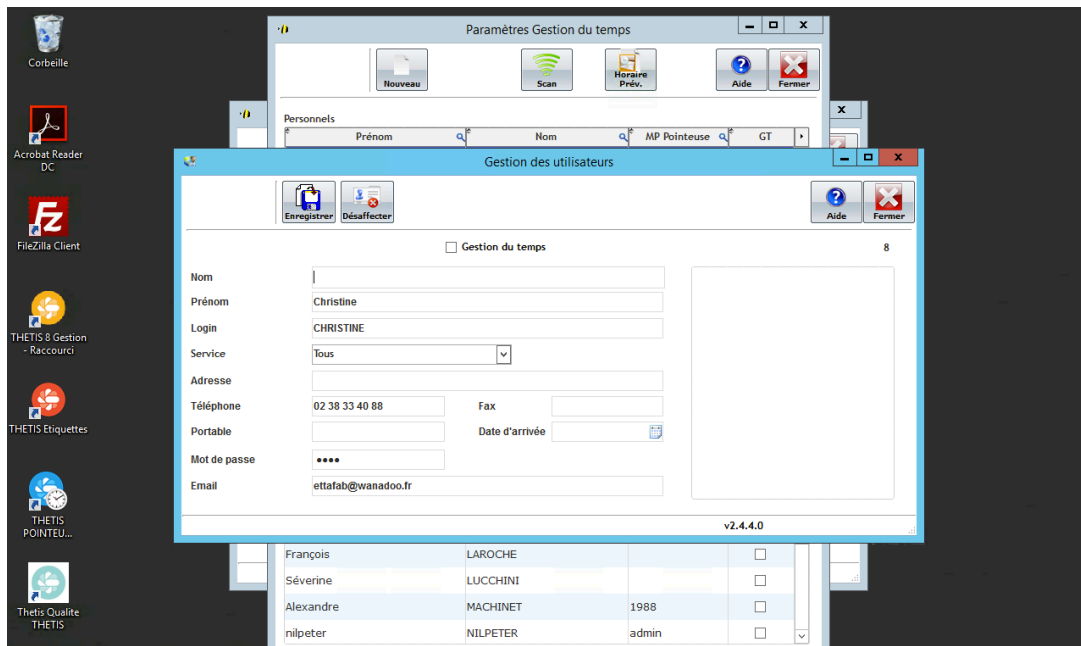 Corbeille
Acrobat Reader
DC
FileZilla Client
THETIS 8 Gestion
- Raccourci
THETIS Etiquettes
THETIS
POINTEU...
Thetis Qualite
THETIS
Paramètres Gestion du temps
Nouveau
Scan
Horaire
Prév.
Aide
Fermer
Personnels
Prénom Nom MP Pointeuse GT
Gestion des utilisateurs
Enregistrer
Désaffecter
Aide
Fermer
Gestion du temps
8
Nom
Prénom Christine
Login CHRISTINE
Service Tous
Adresse
Téléphone 02 38 33 40 88 Fax
Portable Date d'arrivée
Mot de passe ••••
Email ettafab@wanadoo.fr
v2.4.4.0
François LAROCHE
Séverine LUCCHINI
Alexandre MACHINET 1988
nilpeter NILPETER admin